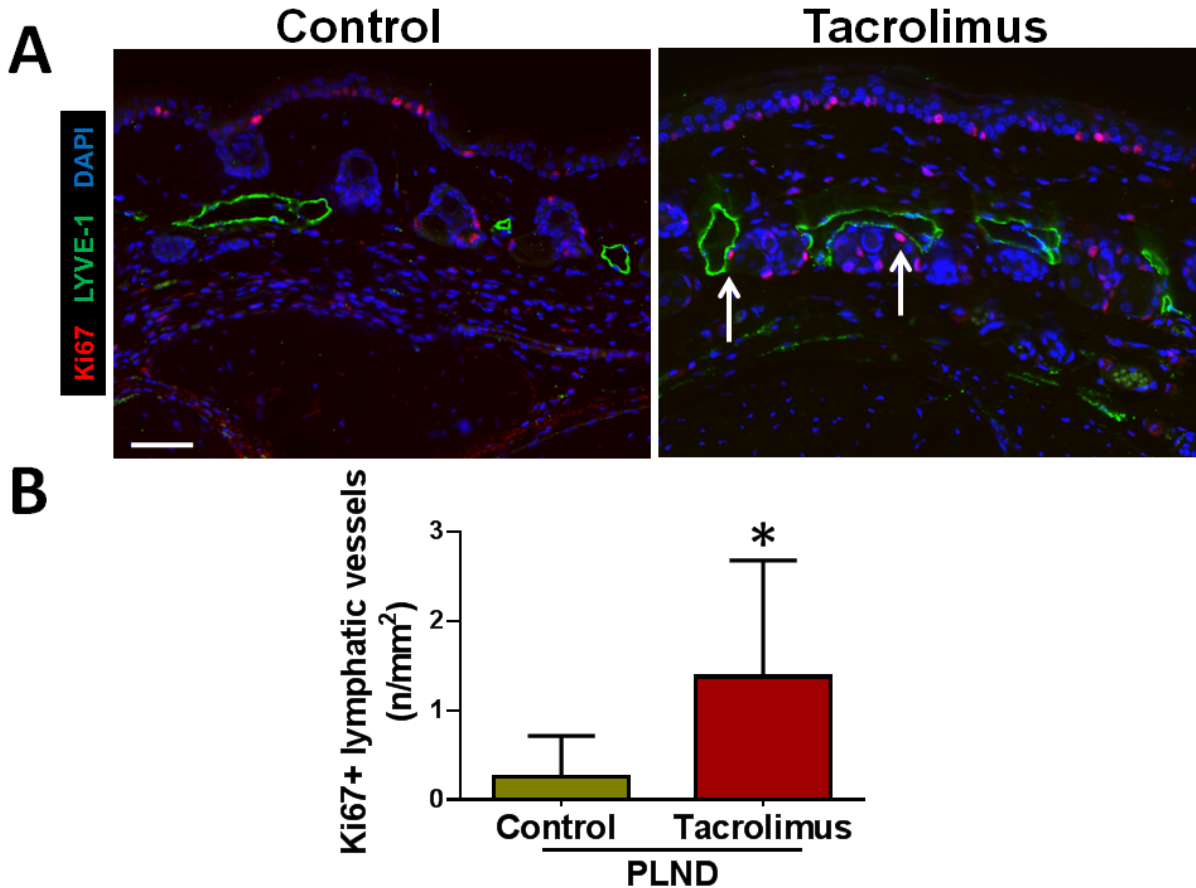 A
Control
Tacrolimus
Ki67 LYVE-1 DAPI
B
Ki67+ lymphatic vessels
(n/mm²)
3
2
1
0
*
Control
Tacrolimus
PLND